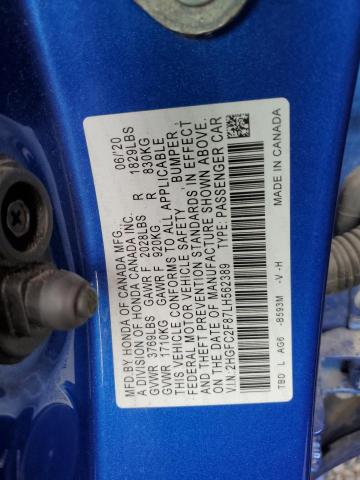 MFD.BY HONDA OF CANADA MFG., 06/'20
A DIVISION OF HONDA CANADA INC.
GVWR 3769LBS GAWR F 2028LBS R 1829LBS
GVWR 1710KG GAWR F 920KG R 830KG
THIS VEHICLE CONFORMS TO ALL APPLICABLE
FEDERAL MOTOR VEHICLE SAFETY, BUMPER,
AND THEFT PREVENTION STANDARDS IN EFFECT
ON THE DATE OF MANUFACTURE SHOWN ABOVE.
V.I.N:2HGFC2F87LH562389 TYPE:PASSENGER CAR
TBD L AG6 -B593M -V -H MADE IN CANADA